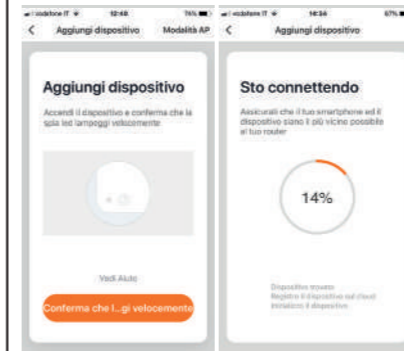 vodafone IT 12:48 76%
Aggiungi dispositivo Modalità AP
Aggiungi dispositivo
Accendi il dispositivo e conferma che la
spia led lampeggi velocemente
Vedi Aiuto
Conferma che l...gi velocemente
vodafone IT 14:34 67%
Aggiungi dispositivo
Sto connettendo
Assicurati che il tuo smartphone ed il
dispositivo siano il più vicine possibile
al tuo router
14%
Dispositivo trovato
Registro il dispositivo sul cloud
Inizializzo il dispositivo